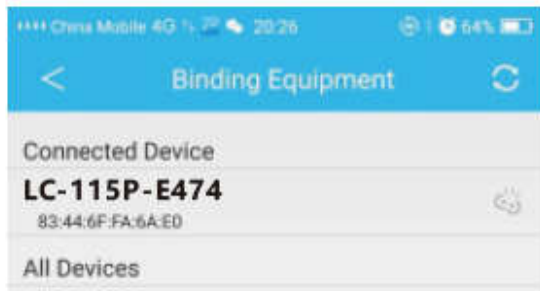 China Mobile 4G 20:26 64%
< Binding Equipment
Connected Device
LC-115P-E474
83:44:6F:FA:6A:E0
All Devices